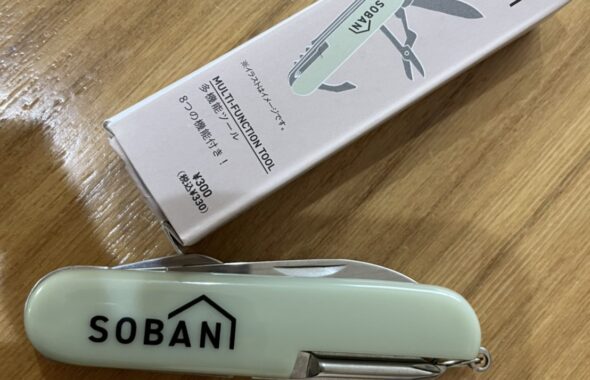 SOBAN
※イラストはイメージです。
MULTI-FUNCTION TOOL
多機能ツール
8つの機能付き!
¥300
(税込¥330)
SOBAN